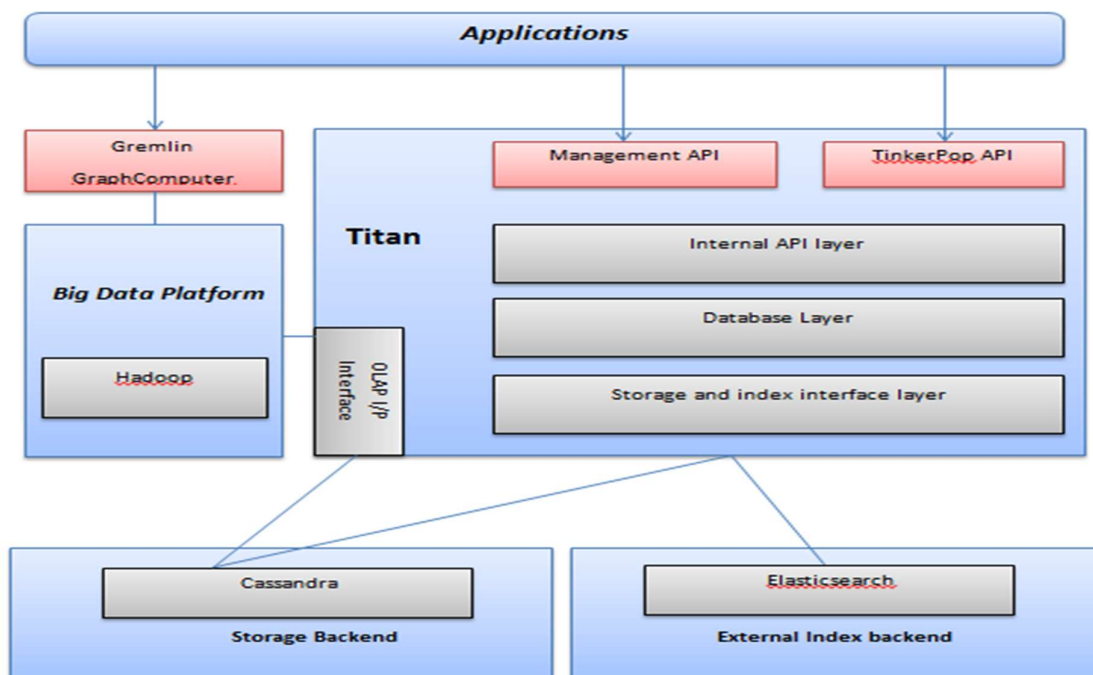 Applications
Gremlin
GraphComputer
Management API
TinkerPop API
Titan
Internal API layer
Big Data Platform
Database Layer
Hadoop
OLAP I/P
Interface
Storage and index interface layer
Cassandra
Storage Backend
Elasticsearch
External Index backend